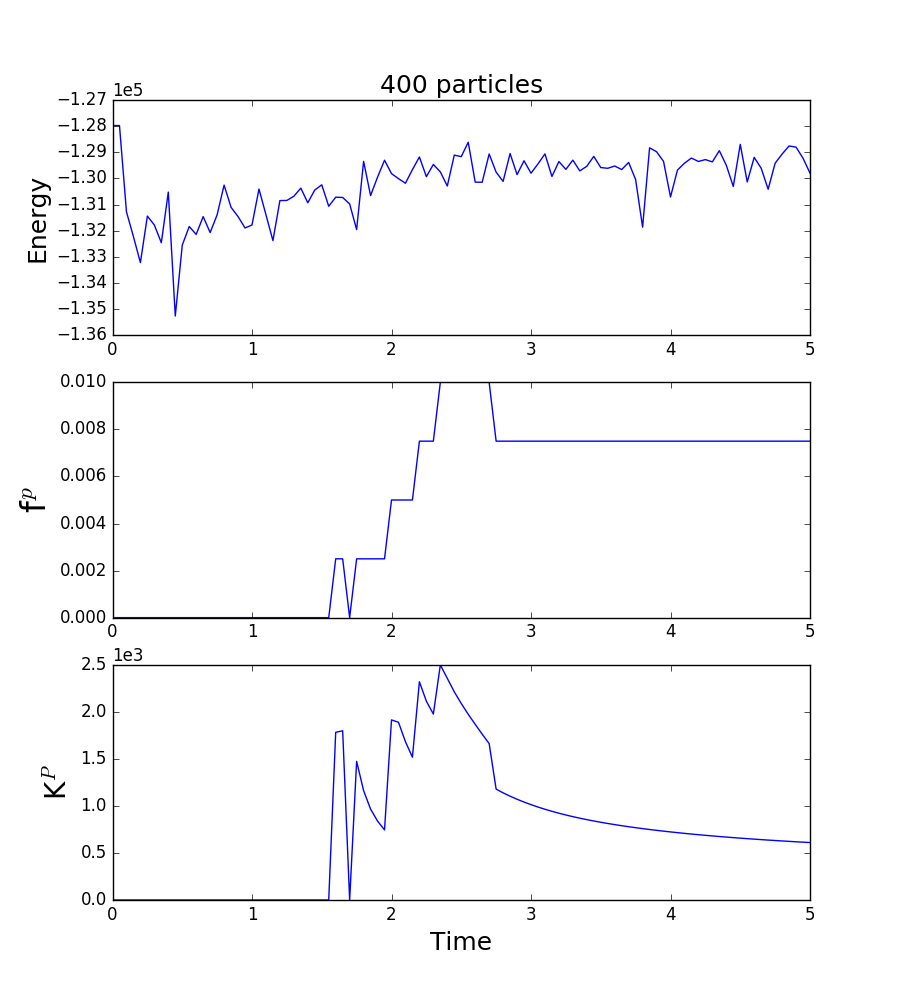 400 particles
1e5
−1.27
−1.28
−1.29
−1.30
−1.31
−1.32
−1.33
−1.34
−1.35
−1.36
Energy
0 1 2 3 4 5
0.010
0.008
0.006
0.004
0.002
0.000
f^p
0 1 2 3 4 5
1e3
2.5
2.0
1.5
1.0
0.5
0.0
K^P
0 1 2 3 4 5
Time